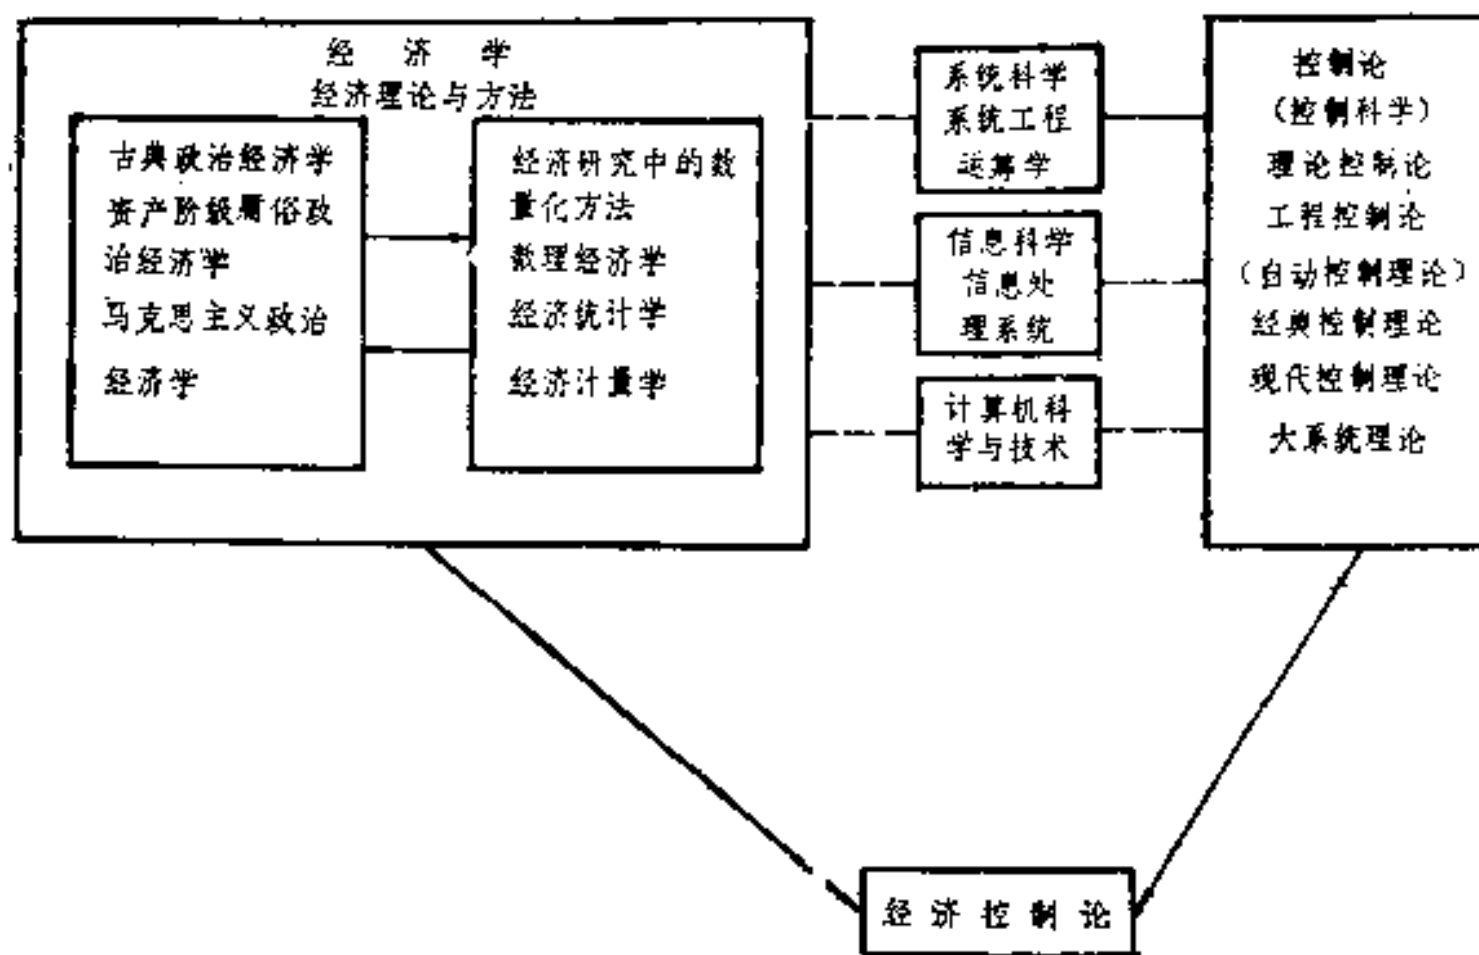 经 济 学
经济理论与方法
古典政治经济学
资产阶级庸俗政
治经济学
马克思主义政治
经济学
经济研究中的数
量化方法
数理经济学
经济统计学
经济计量学
系统科学
系统工程
运筹学
信息科学
信息处
理系统
计算机科
学与技术
控制论
(控制科学)
理论控制论
工程控制论
(自动控制理论)
经典控制理论
现代控制理论
大系统理论
经 济 控 制 论